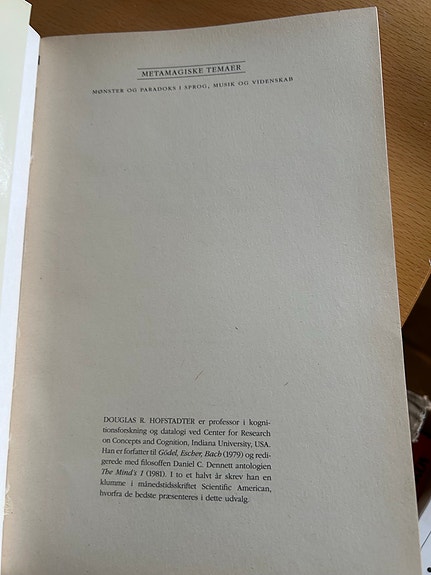 METAMAGISKE TEMAER
MØNSTER OG PARADOKS I SPROG, MUSIK OG VIDENSKAB
DOUGLAS R. HOFSTADTER er professor i kogni-
tionsforskning og datalogi ved Center for Research
on Concepts and Cognition, Indiana University, USA.
Han er forfatter til Gödel, Escher, Bach (1979) og redi-
gerede med filosoffen Daniel C. Dennett antologien
The Mind's I (1981). I to et halvt år skrev han en
klumme i månedstidsskriftet Scientific American,
hvorfra de bedste præsenteres i dette udvalg.